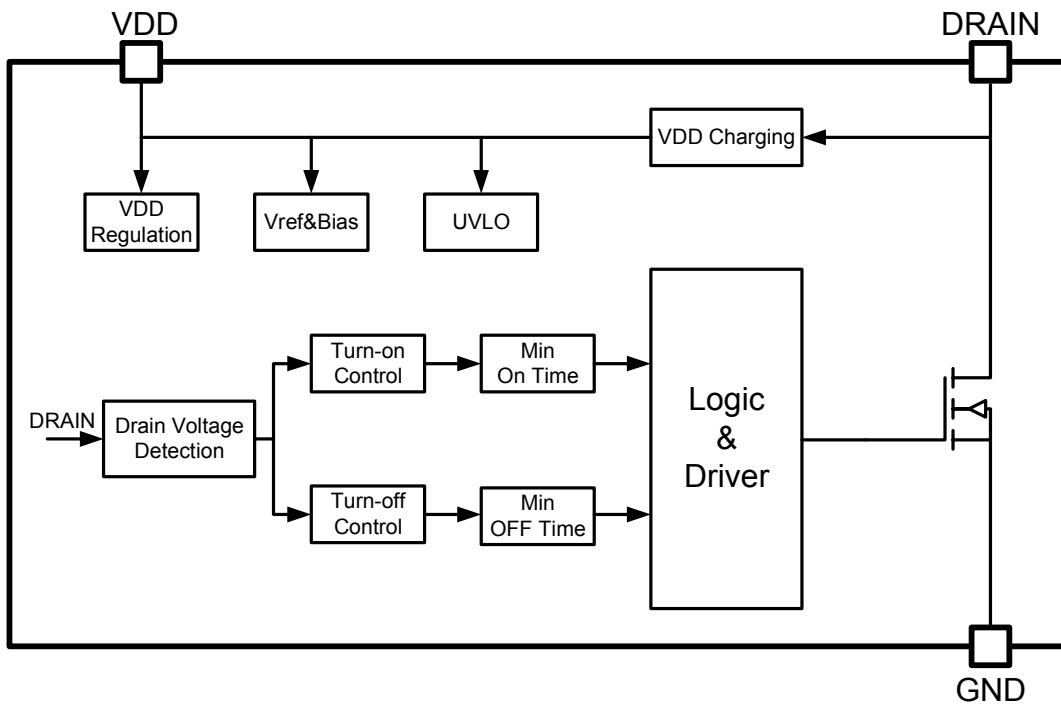 VDD
DRAIN
VDD Charging
VDD
Regulation
Vref&Bias
UVLO
Turn-on
Control
Min
On Time
DRAIN
Drain Voltage
Detection
Logic
&
Driver
Turn-off
Control
Min
OFF Time
GND